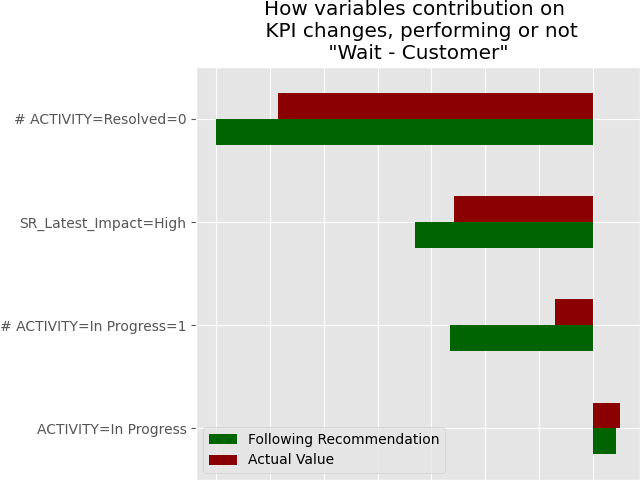 How variables contribution on
KPI changes, performing or not
"Wait - Customer"
# ACTIVITY=Resolved=0
SR_Latest_Impact=High
# ACTIVITY=In Progress=1
ACTIVITY=In Progress
Following Recommendation
Actual Value